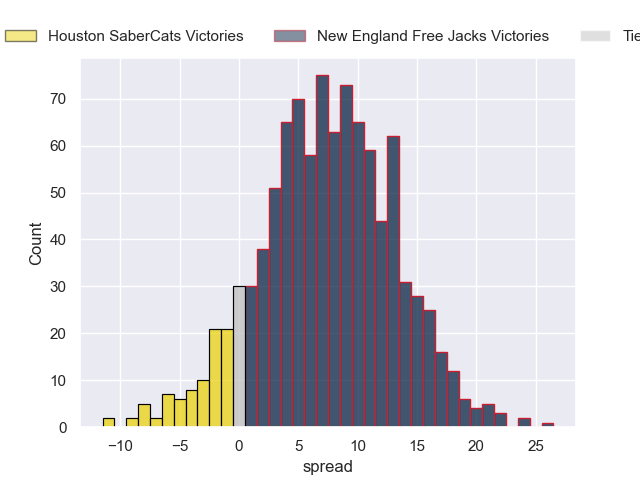 Houston SaberCats Victories New England Free Jacks Victories Tie
70
60
50
40
30
20
10
0
Count
−10 −5 0 5 10 15 20 25
spread